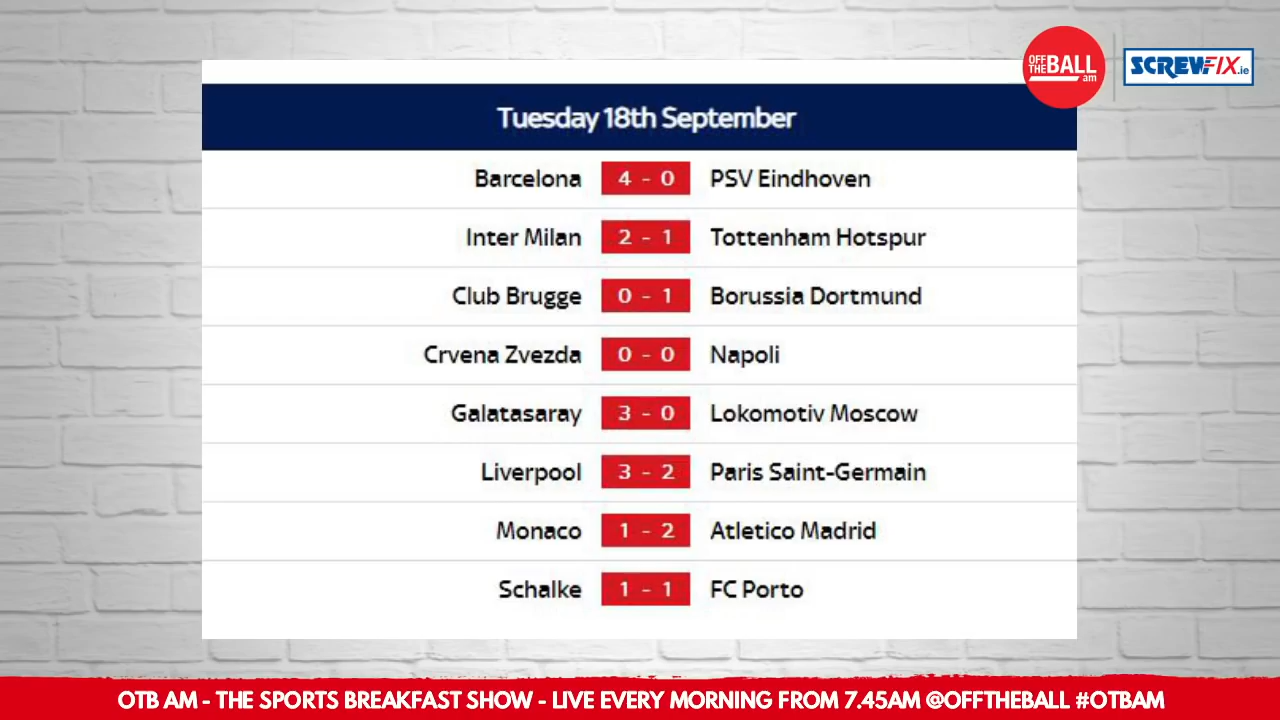 OFF
THE BALL
am
SCREWFIX.ie
Tuesday 18th September
Barcelona 4 - 0 PSV Eindhoven
Inter Milan 2 - 1 Tottenham Hotspur
Club Brugge 0 - 1 Borussia Dortmund
Crvena Zvezda 0 - 0 Napoli
Galatasaray 3 - 0 Lokomotiv Moscow
Liverpool 3 - 2 Paris Saint-Germain
Monaco 1 - 2 Atletico Madrid
Schalke 1 - 1 FC Porto
OTB AM - THE SPORTS BREAKFAST SHOW - LIVE EVERY MORNING FROM 7.45AM @OFFTHEBALL #OTBAM